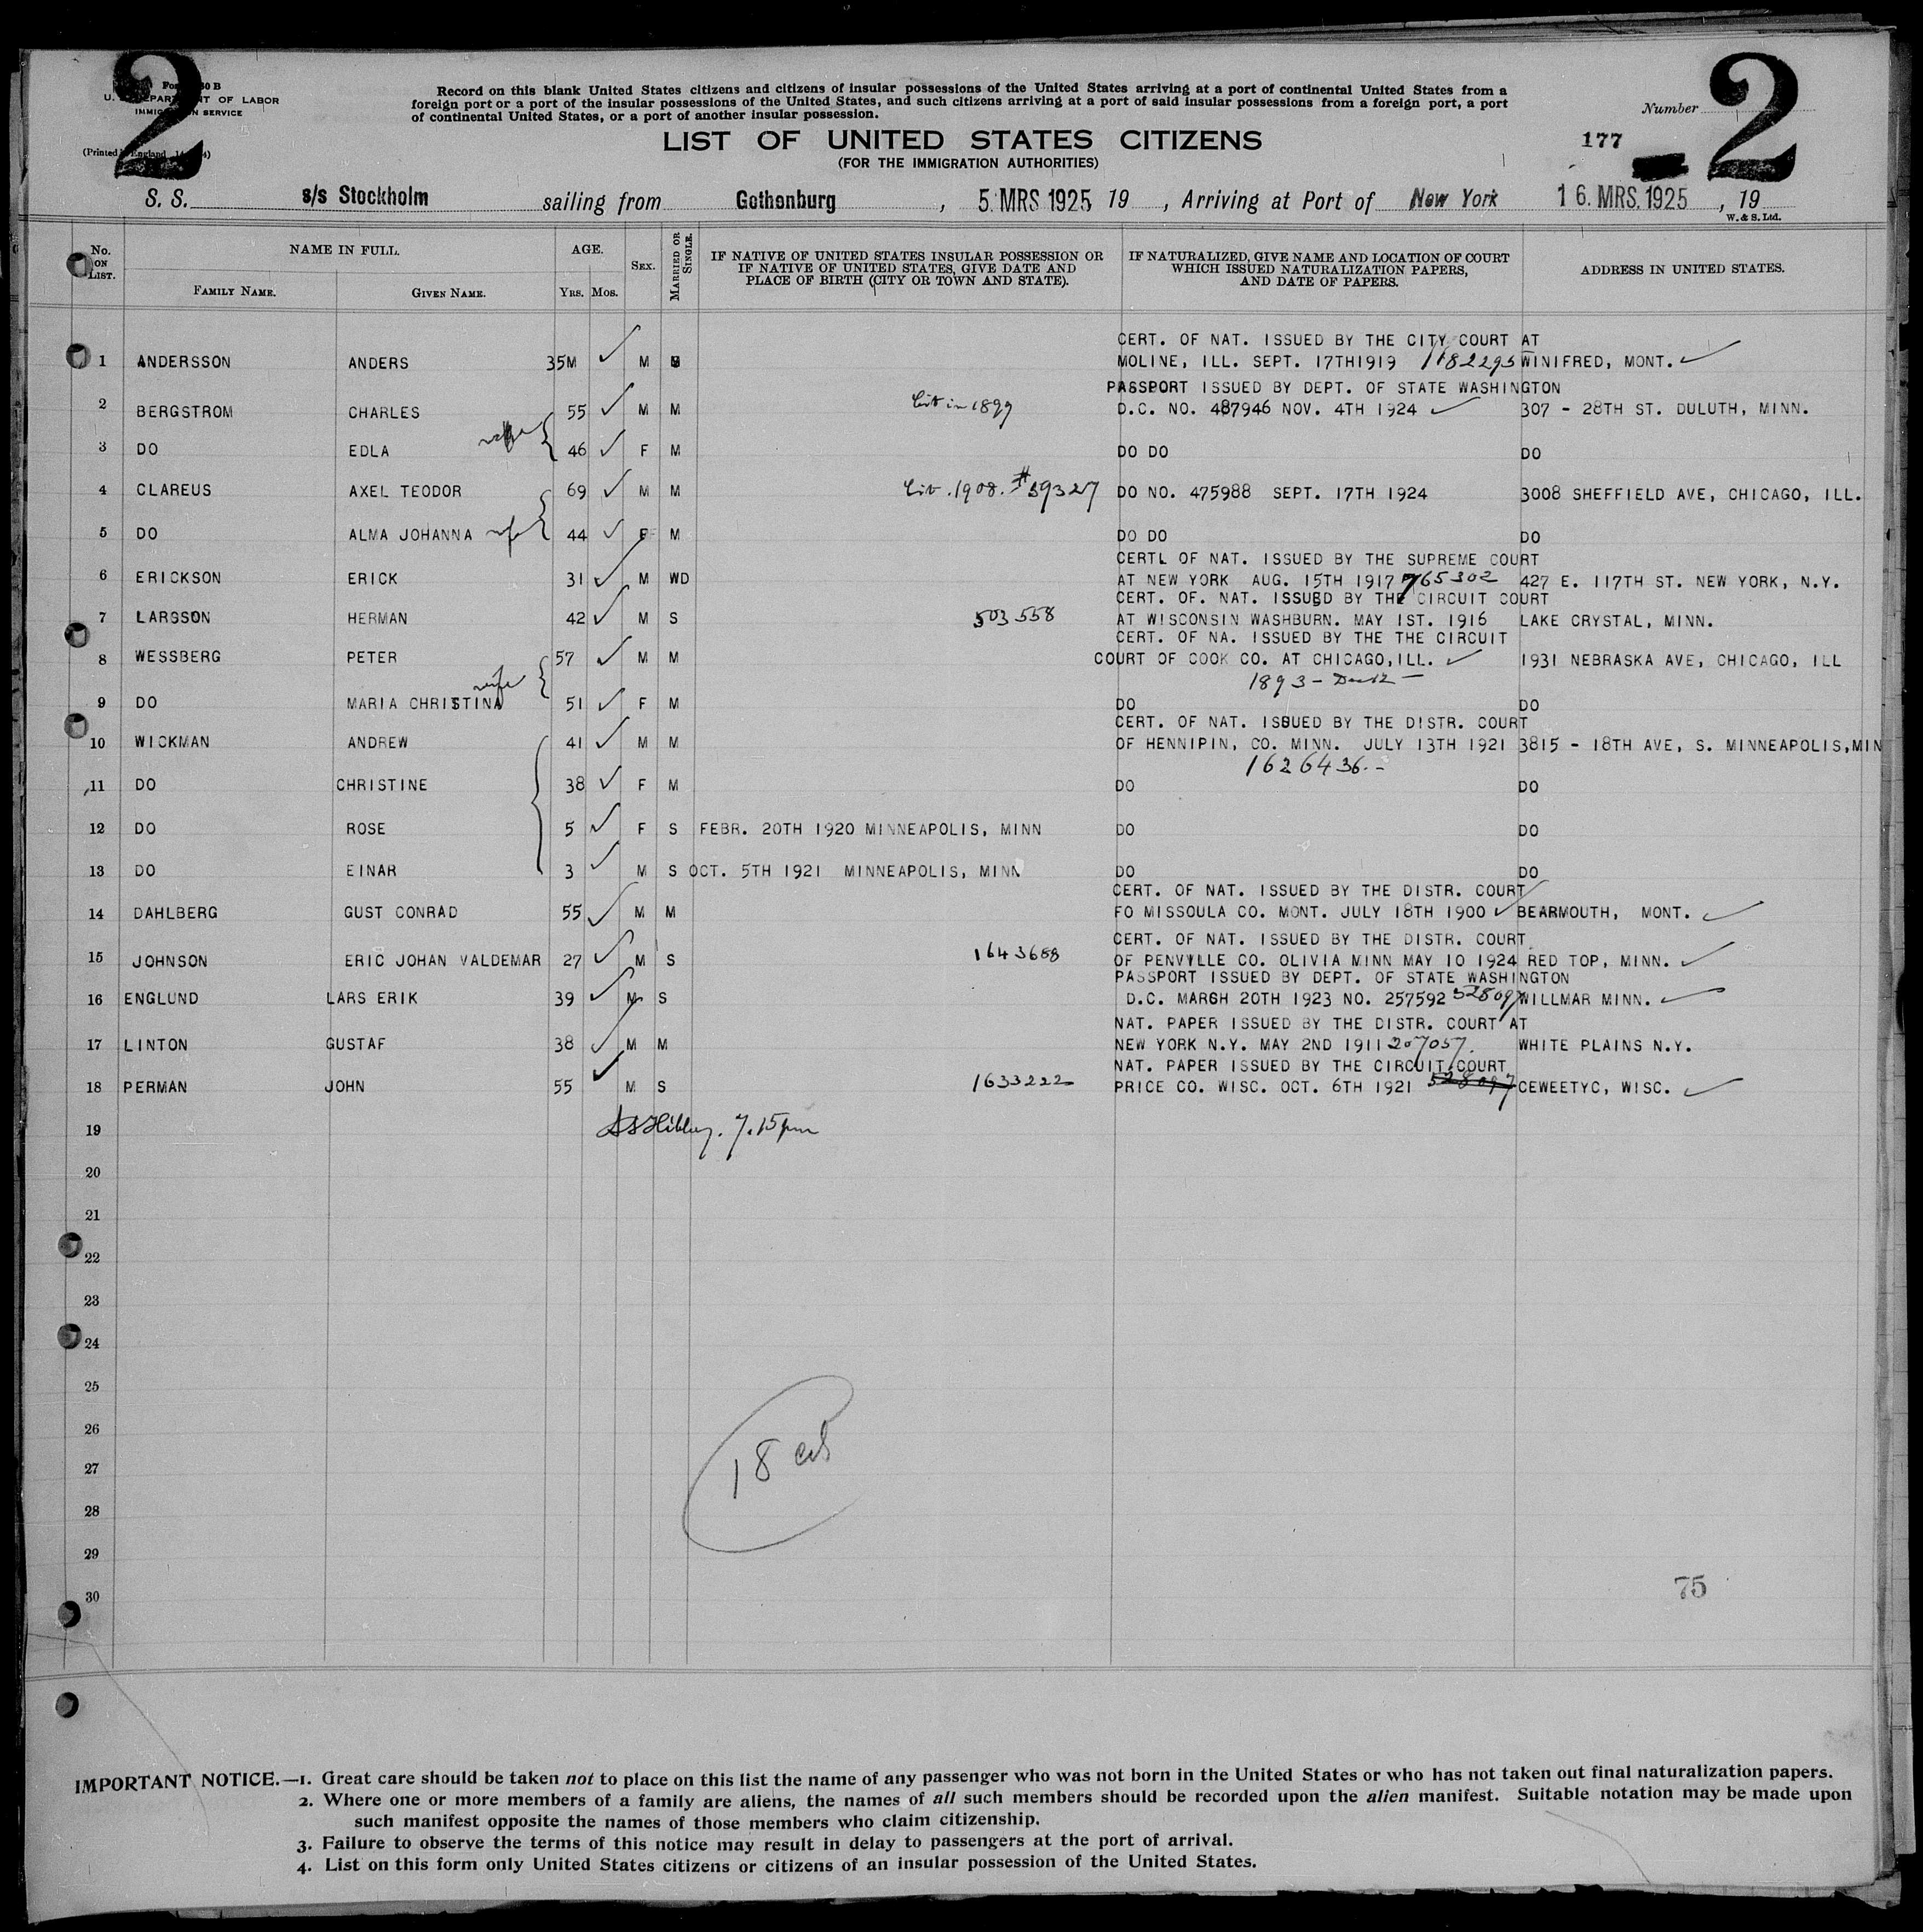 2
2
Form 630 B
U. S. DEPARTMENT OF LABOR
IMMIGRATION SERVICE
(Printed in England
Record on this blank United States citizens and citizens of insular possessions of the United States arriving at a port of continental United States from a
foreign port or a port of the insular possessions of the United States, and such citizens arriving at a port of said insular possessions from a foreign port, a port
of continental United States, or a port of another insular possession.
Number
177
LIST OF UNITED STATES CITIZENS
(FOR THE IMMIGRATION AUTHORITIES)
S. S. s/s Stockholm sailing from Gothenburg , 5. MRS 1925 19 , Arriving at Port of New York 16. MRS. 1925 , 19
W. & S. Ltd.
No. ON LIST. NAME IN FULL. AGE. SEX. MARRIED OR SINGLE. IF NATIVE OF UNITED STATES INSULAR POSSESSION OR IF NATIVE OF UNITED STATES, GIVE DATE AND PLACE OF BIRTH (CITY OR TOWN AND STATE). IF NATURALIZED, GIVE NAME AND LOCATION OF COURT WHICH ISSUED NATURALIZATION PAPERS, AND DATE OF PAPERS. ADDRESS IN UNITED STATES.
FAMILY NAME. GIVEN NAME. YRS. MOS.
CERT. OF NAT. ISSUED BY THE CITY COURT AT
1 ANDERSSON ANDERS 35M M MOLINE, ILL. SEPT. 17TH1919 1182295 WINIFRED, MONT.
PASSPORT ISSUED BY DEPT. OF STATE WASHINGTON
2 BERGSTROM CHARLES 55 M M Cit in 1899 D.C. NO. 487946 NOV. 4TH 1924 307 - 28TH ST. DULUTH, MINN.
3 DO EDLA wife 46 F M DO DO DO
4 CLAREUS AXEL TEODOR 69 M M Cit. 1908. #59327 DO NO. 475988 SEPT. 17TH 1924 3008 SHEFFIELD AVE, CHICAGO, ILL.
5 DO ALMA JOHANNA wife 44 F M DO DO DO
CERTL OF NAT. ISSUED BY THE SUPREME COURT
6 ERICKSON ERICK 31 M WD AT NEW YORK AUG. 15TH 1917 765302 427 E. 117TH ST. NEW YORK, N.Y.
CERT. OF. NAT. ISSUED BY THE CIRCUIT COURT
7 LARSSON HERMAN 42 M S 503558 AT WISCONSIN WASHBURN. MAY 1ST. 1916 LAKE CRYSTAL, MINN.
CERT. OF NA. ISSUED BY THE THE CIRCUIT
8 WESSBERG PETER 57 M M COURT OF COOK CO. AT CHICAGO,ILL. 1931 NEBRASKA AVE, CHICAGO, ILL
1893 - Dec 12 -
9 DO MARIA CHRISTINA wife 51 F M DO DO
CERT. OF NAT. ISSUED BY THE DISTR. COURT
10 WICKMAN ANDREW 41 M M OF HENNIPIN, CO. MINN. JULY 13TH 1921 3815 - 18TH AVE, S. MINNEAPOLIS,MIN
1626436.-
11 DO CHRISTINE 38 F M DO DO
12 DO ROSE 5 F S FEBR. 20TH 1920 MINNEAPOLIS, MINN DO DO
13 DO EINAR 3 M S OCT. 5TH 1921 MINNEAPOLIS, MINN DO DO
CERT. OF NAT. ISSUED BY THE DISTR. COURT
14 DAHLBERG GUST CONRAD 55 M M FO MISSOULA CO. MONT. JULY 18TH 1900 BEARMOUTH, MONT.
CERT. OF NAT. ISSUED BY THE DISTR. COURT
15 JOHNSON ERIC JOHAN VALDEMAR 27 M S 1643688 OF PENVVLLE CO. OLIVIA MINN MAY 10 1924 RED TOP, MINN.
PASSPORT ISSUED BY DEPT. OF STATE WASHINGTON
16 ENGLUND LARS ERIK 39 M S D.C. MARGH 20TH 1923 NO. 257592 528097 WILLMAR MINN.
NAT. PAPER ISSUED BY THE DISTR. COURT AT
17 LINTON GUSTAF 38 M M NEW YORK N.Y. MAY 2ND 1911 207057. WHITE PLAINS N.Y.
NAT. PAPER ISSUED BY THE CIRCUIT COURT
18 PERMAN JOHN 55 M S 1633222 PRICE CO. WISC. OCT. 6TH 1921 528097 CEWEETYC, WISC.
19 7.15 pm
20
21
22
23
24
25
26
27
18
28
29
30
75
IMPORTANT NOTICE.—1. Great care should be taken not to place on this list the name of any passenger who was not born in the United States or who has not taken out final naturalization papers.
2. Where one or more members of a family are aliens, the names of all such members should be recorded upon the alien manifest. Suitable notation may be made upon
such manifest opposite the names of those members who claim citizenship.
3. Failure to observe the terms of this notice may result in delay to passengers at the port of arrival.
4. List on this form only United States citizens or citizens of an insular possession of the United States.